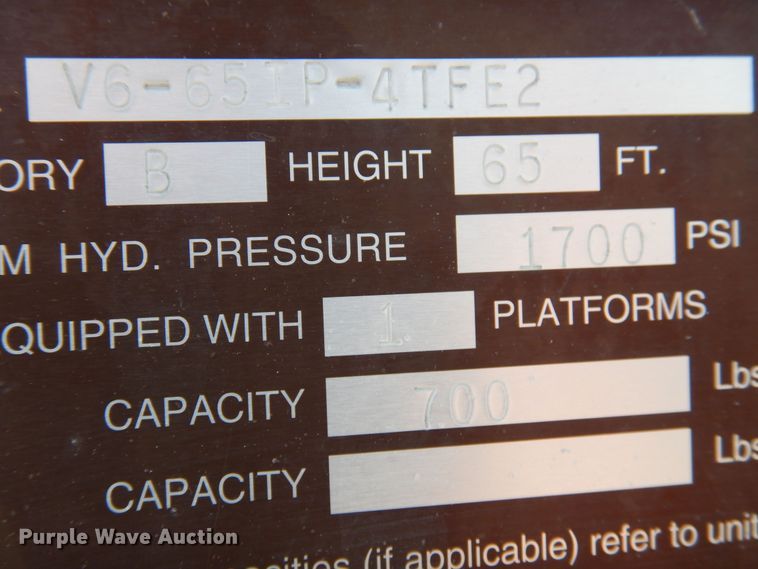 V6-65IP-4TFE2
ORY B HEIGHT 65 FT.
M HYD. PRESSURE 1700 PSI
QUIPPED WITH 1 PLATFORMS
CAPACITY 700 Lbs
CAPACITY Lbs
cities (if applicable) refer to unit
Purple Wave Auction